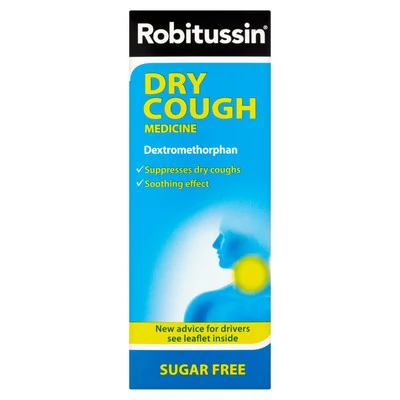 Robitussin®
DRY
COUGH
MEDICINE
Dextromethorphan
✓Suppresses dry coughs
✓Soothing effect
New advice for drivers
see leaflet inside
SUGAR FREE